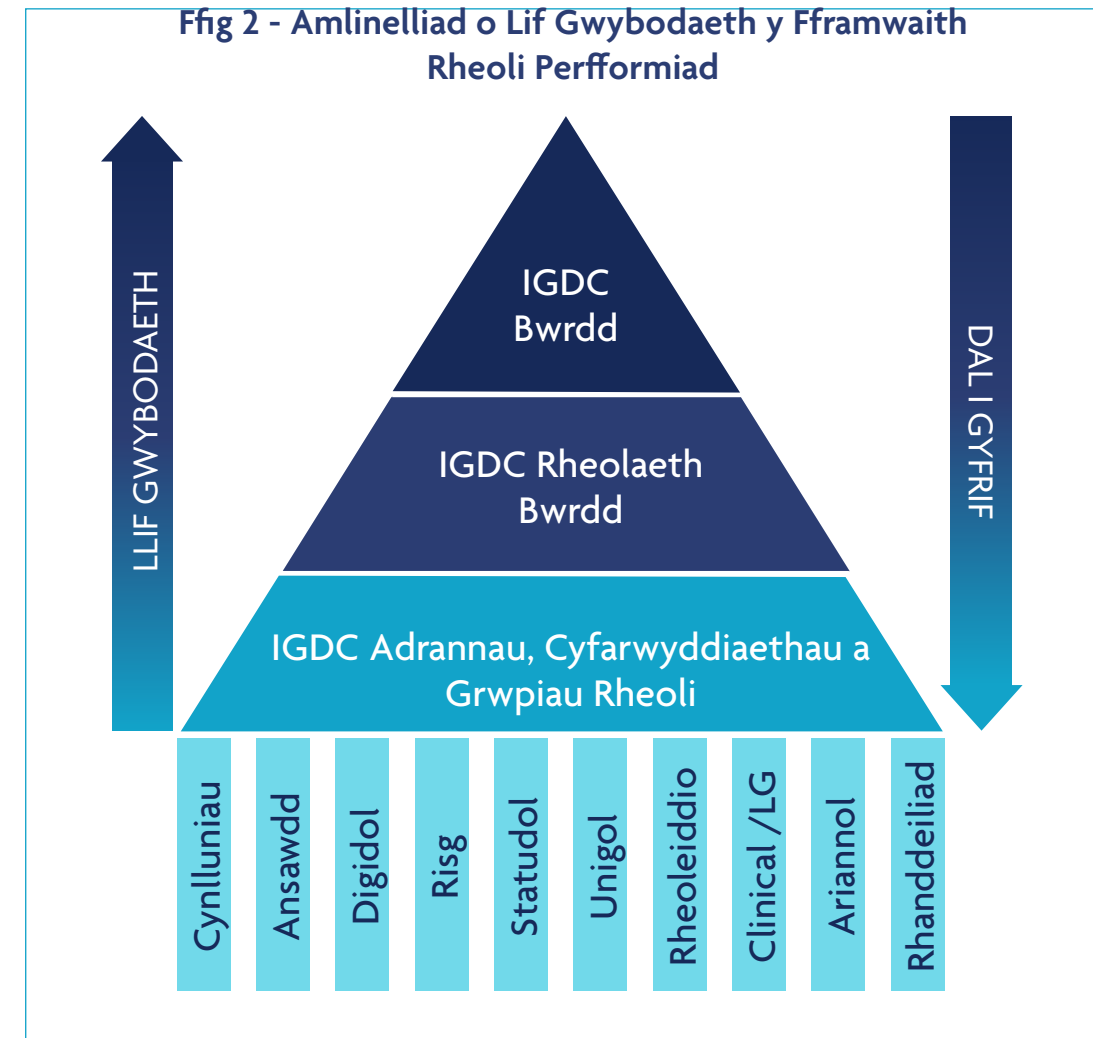 Ffig 2 - Amlinelliad o Lif Gwybodaeth y Fframwaith
Rheoli Perfformiad
LLIF GWYBODAETH
IGDC
Bwrdd
IGDC Rheolaeth
Bwrdd
IGDC Adrannau, Cyfarwyddiaethau a
Grwpiau Rheoli
DAL I GYFRIF
Cynlluniau
Ansawdd
Digidol
Risg
Statudol
Unigol
Rheoleiddio
Clinical /LG
Ariannol
Rhanddeiliad